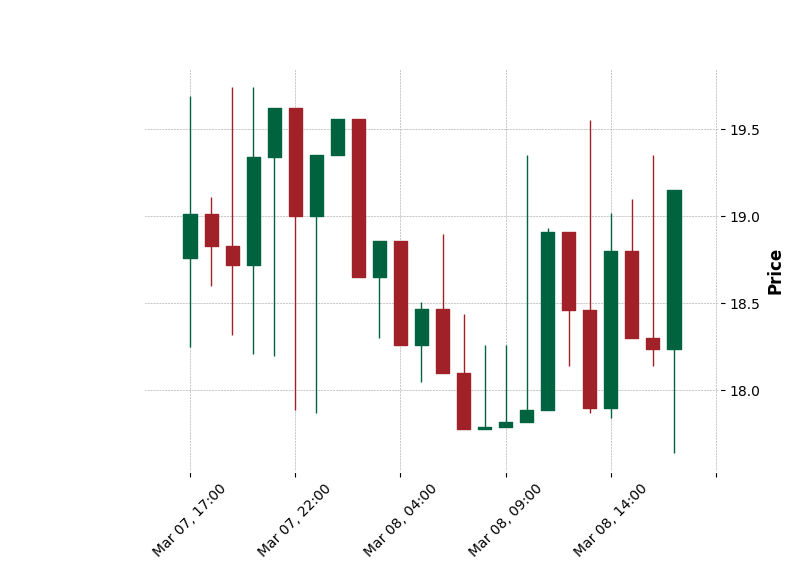 19.5
19.0
18.5
18.0
Price
Mar 07, 17:00
Mar 07, 22:00
Mar 08, 04:00
Mar 08, 09:00
Mar 08, 14:00